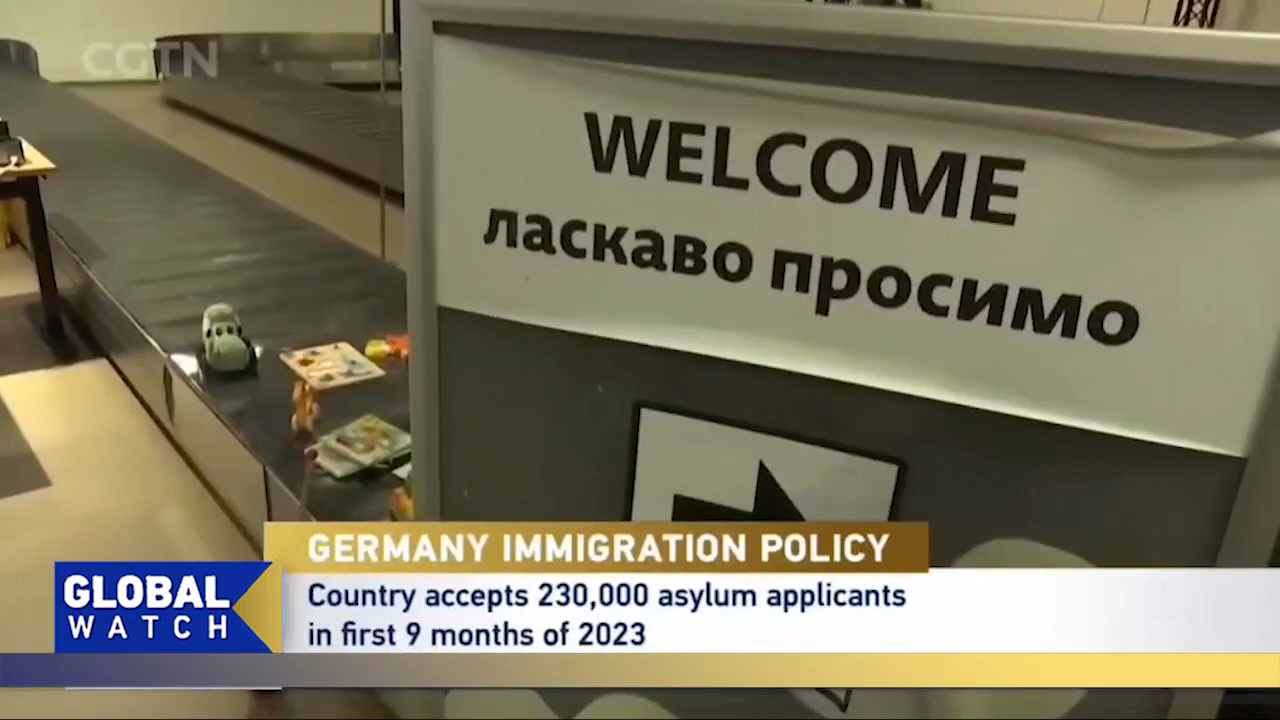 CGTN
WELCOME
ласкаво просимо
GERMANY IMMIGRATION POLICY
Country accepts 230,000 asylum applicants
in first 9 months of 2023
GLOBAL
WATCH